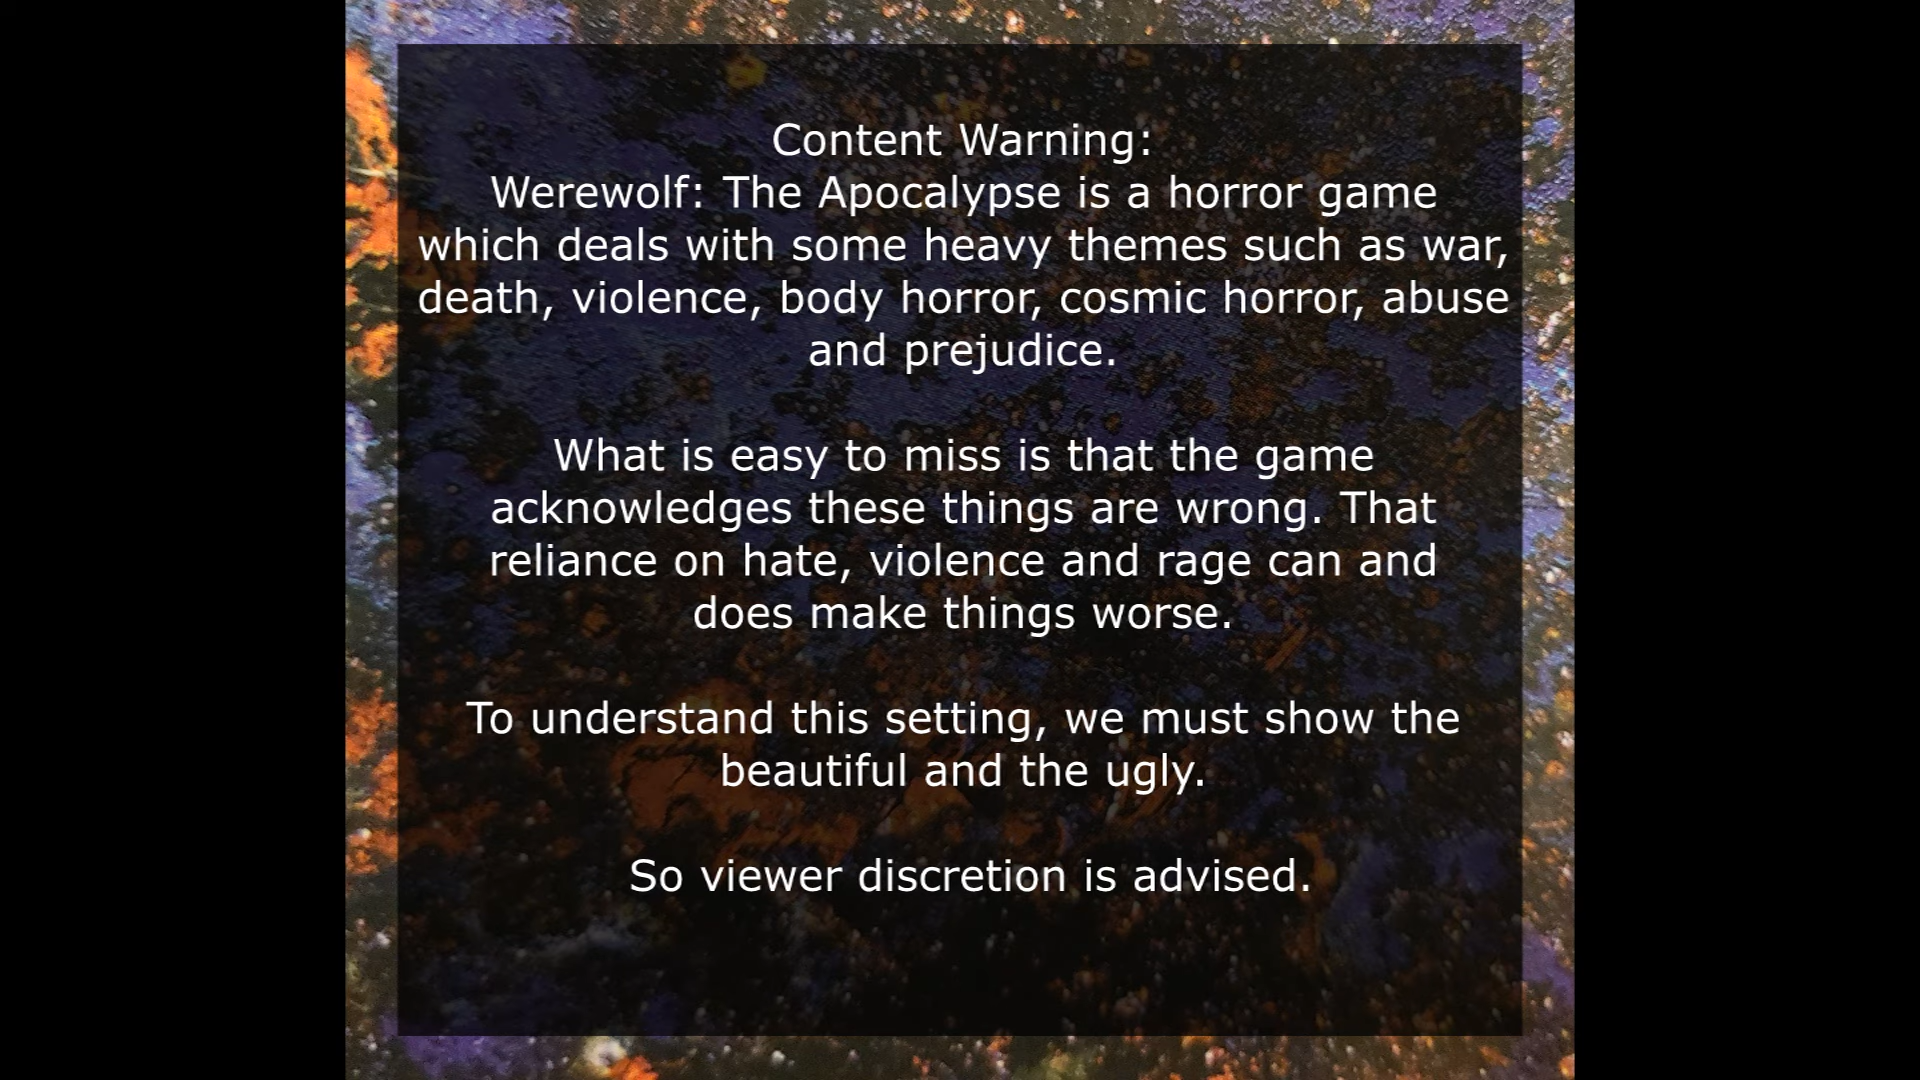 Content Warning:
Werewolf: The Apocalypse is a horror game
which deals with some heavy themes such as war,
death, violence, body horror, cosmic horror, abuse
and prejudice.
What is easy to miss is that the game
acknowledges these things are wrong. That
reliance on hate, violence and rage can and
does make things worse.
To understand this setting, we must show the
beautiful and the ugly.
So viewer discretion is advised.